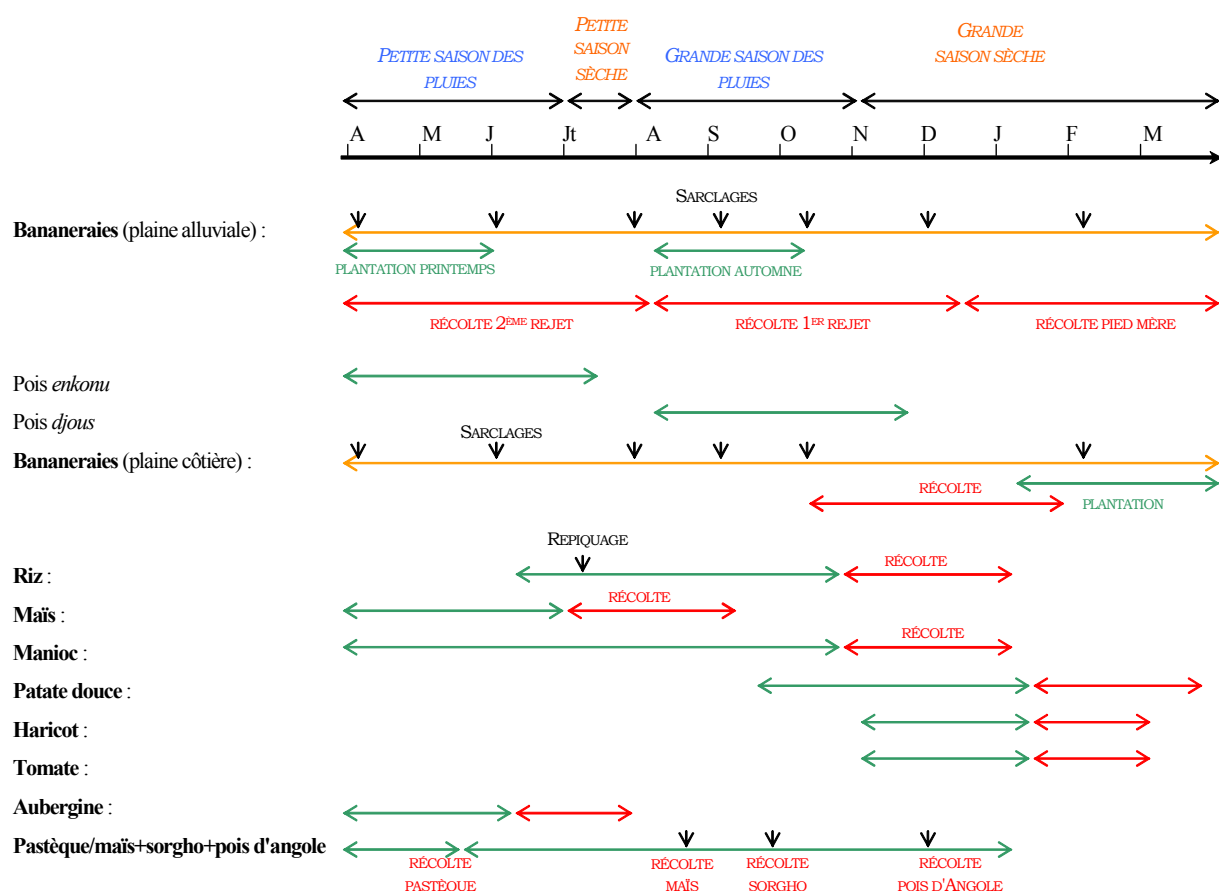 PETITE SAISON DES
PLUIES
PETITE
SAISON
SÈCHE
GRANDE SAISON DES
PLUIES
GRANDE
SAISON SÈCHE
A M J Jt A S O N D J F M
SARCLAGES
Bananeraies (plaine alluviale) :
PLANTATION PRINTEMPS PLANTATION AUTOMNE
RÉCOLTE 2ÈME REJET RÉCOLTE 1ER REJET RÉCOLTE PIED MÈRE
Pois enkonu
Pois djous
SARCLAGES
Bananeraies (plaine côtière) :
RÉCOLTE PLANTATION
REPIQUAGE
Riz : RÉCOLTE
Maïs : RÉCOLTE
Manioc : RÉCOLTE
Patate douce :
Haricot :
Tomate :
Aubergine :
Pastèque/maïs+sorgho+pois d'angole
RÉCOLTE RÉCOLTE RÉCOLTE RÉCOLTE
PASTÈQUE MAÏS SORGHO POIS D'ANGOLE